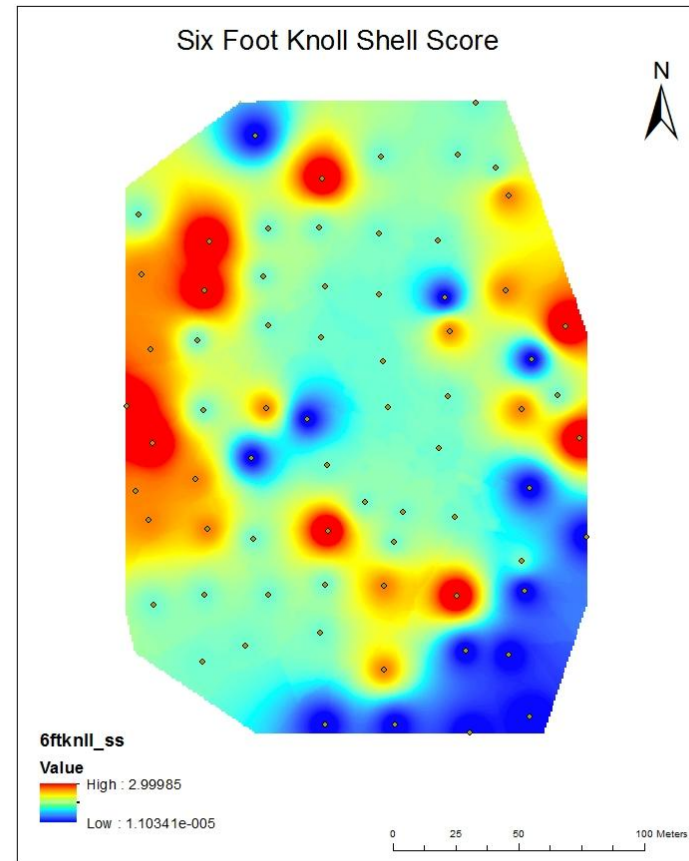 Six Foot Knoll Shell Score
N
6ftknll_ss
Value
High : 2.99985
Low : 1.10341e-005
0 25 50 100 Meters